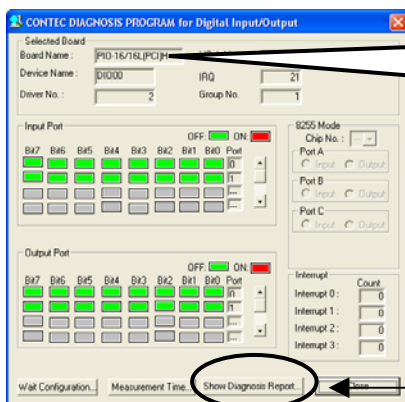 CONTEC DIAGNOSIS PROGRAM for Digital Input/Output
Selected Board
Board Name : PIO-16/16L(PCI)H
Device Name : DIO00 IRQ 21
Driver No. : 2 Group No. 1
Input Port
OFF: ON:
Bit7 Bit6 Bit5 Bit4 Bit3 Bit2 Bit1 Bit0 Port
0
1
...
...
8255 Mode
Chip No. : --
Port A
Input Output
Port B
Input Output
Port C
Input Output
Output Port
OFF: ON:
Bit7 Bit6 Bit5 Bit4 Bit3 Bit2 Bit1 Bit0 Port
0
1
...
...
Interrupt
Count
Interrupt 0 : 0
Interrupt 1 : 0
Interrupt 2 : 0
Interrupt 3 : 0
Wait Configuration... Measurement Time... Show Diagnosis Report...